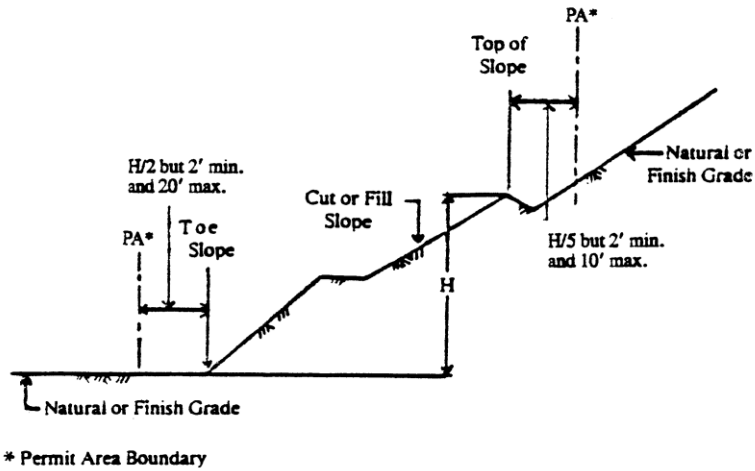 PA*
Top of
Slope
Natural or
Finish Grade
H/2 but 2' min.
and 20' max.
Cut or Fill
Slope
PA*
Toe
Slope
H/5 but 2' min.
and 10' max.
H
Natural or Finish Grade
* Permit Area Boundary